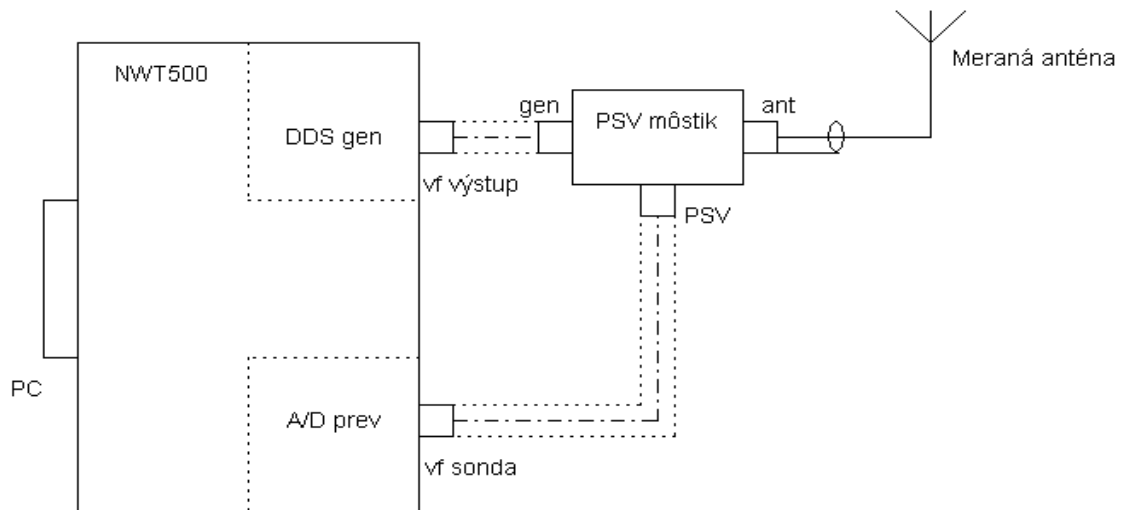 NWT500
DDS gen
vf výstup
gen
PSV môstik
ant
Meraná anténa
PSV
PC
A/D prev
vf sonda